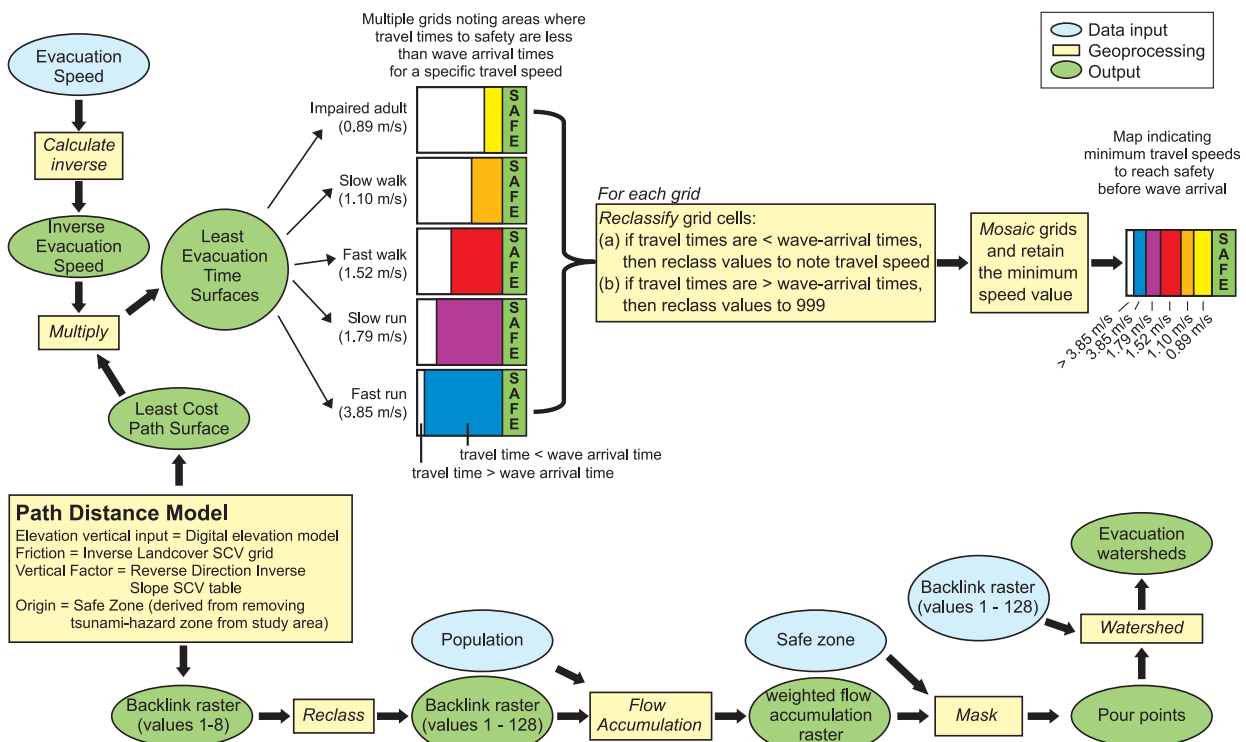 Multiple grids noting areas where
travel times to safety are less
than wave arrival times
for a specific travel speed
Data input
Geoprocessing
Output
Evacuation
Speed
Calculate
inverse
Inverse
Evacuation
Speed
Multiply
Least
Evacuation
Time
Surfaces
Least Cost
Path Surface
Impaired adult
(0.89 m/s)
SAFE
Slow walk
(1.10 m/s)
SAFE
Fast walk
(1.52 m/s)
SAFE
Slow run
(1.79 m/s)
SAFE
Fast run
(3.85 m/s)
SAFE
travel time < wave arrival time
travel time > wave arrival time
For each grid
Reclassify grid cells:
(a) if travel times are < wave-arrival times,
then reclass values to note travel speed
(b) if travel times are > wave-arrival times,
then reclass values to 999
Mosaic grids
and retain
the minimum
speed value
Map indicating
minimum travel speeds
to reach safety
before wave arrival
SAFE
> 3.85 m/s
3.85 m/s
1.79 m/s
1.52 m/s
1.10 m/s
0.89 m/s
Path Distance Model
Elevation vertical input = Digital elevation model
Friction = Inverse Landcover SCV grid
Vertical Factor = Reverse Direction Inverse
Slope SCV table
Origin = Safe Zone (derived from removing
tsunami-hazard zone from study area)
Backlink raster
(values 1-8)
Reclass
Population
Backlink raster
(values 1 - 128)
Flow
Accumulation
Safe zone
weighted flow
accumulation
raster
Mask
Pour points
Backlink raster
(values 1 - 128)
Watershed
Evacuation
watersheds